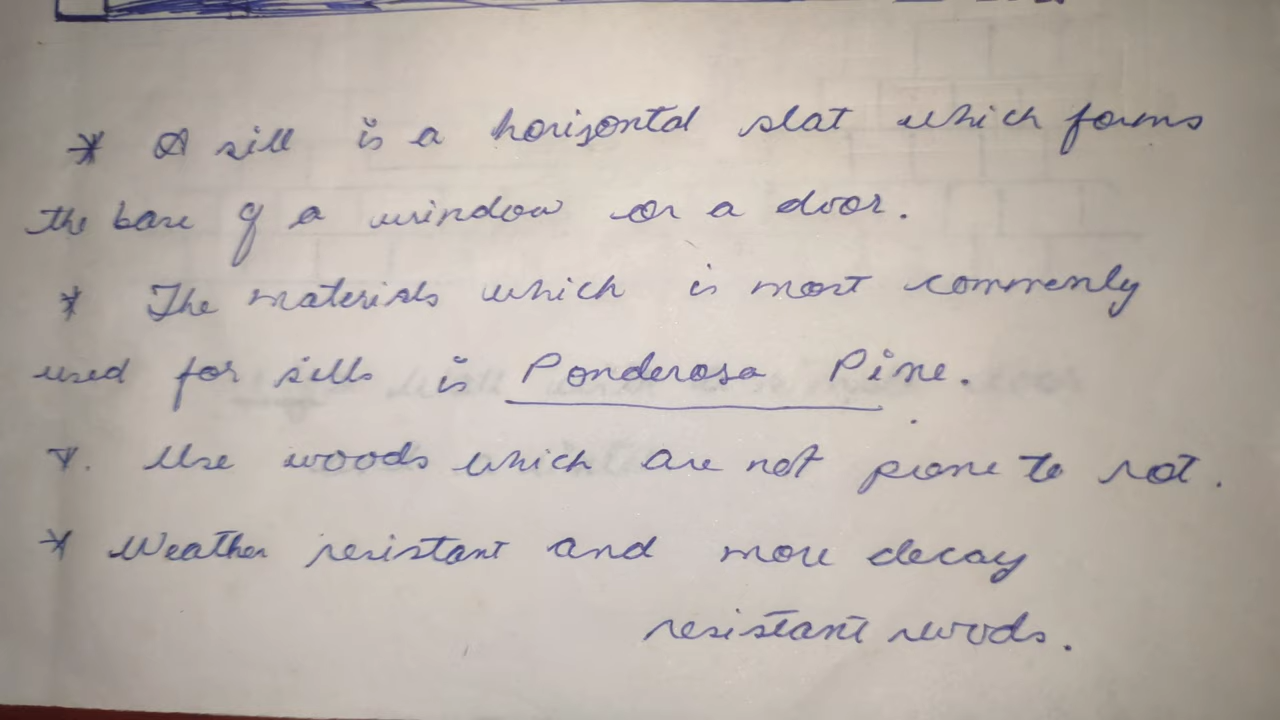 * A sill is a horizontal slat which forms
the base of a window or a door.
* The materials which is most commonly
used for sills is Ponderosa Pine.
* Use woods which are not prone to rot.
* Weather resistant and more decay
resistant woods.